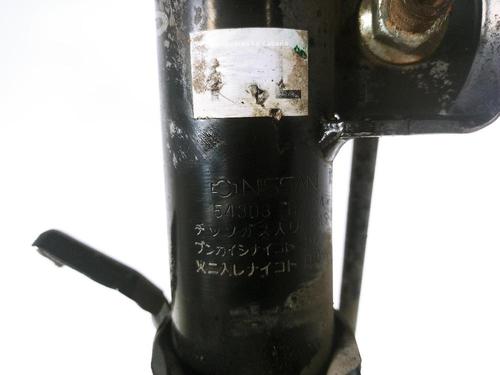 NISSAN
54303
チッソガス入リ
ブンカイシナイコト
火ニ入レナイコト